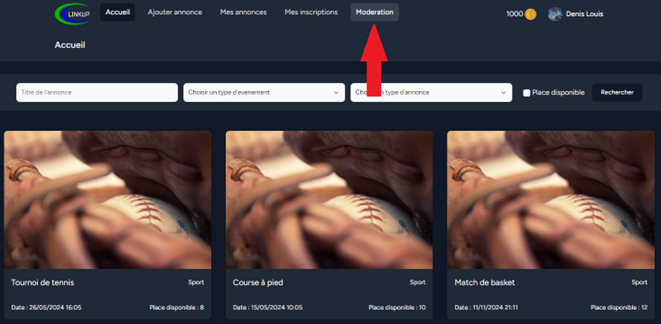 LINKUP Accueil Ajouter annonce Mes annonces Mes inscriptions Moderation 1000 Denis Louis
Accueil
Titre de l'annonce Choisir un type d'evenement un type d'annonce Place disponible Rechercher
Tournoi de tennis Sport Course à pied Sport Match de basket Sport
Date : 26/05/2024 16:05 Place disponible : 8 Date : 15/05/2024 10:05 Place disponible : 10 Date : 11/11/2024 21:11 Place disponible : 12